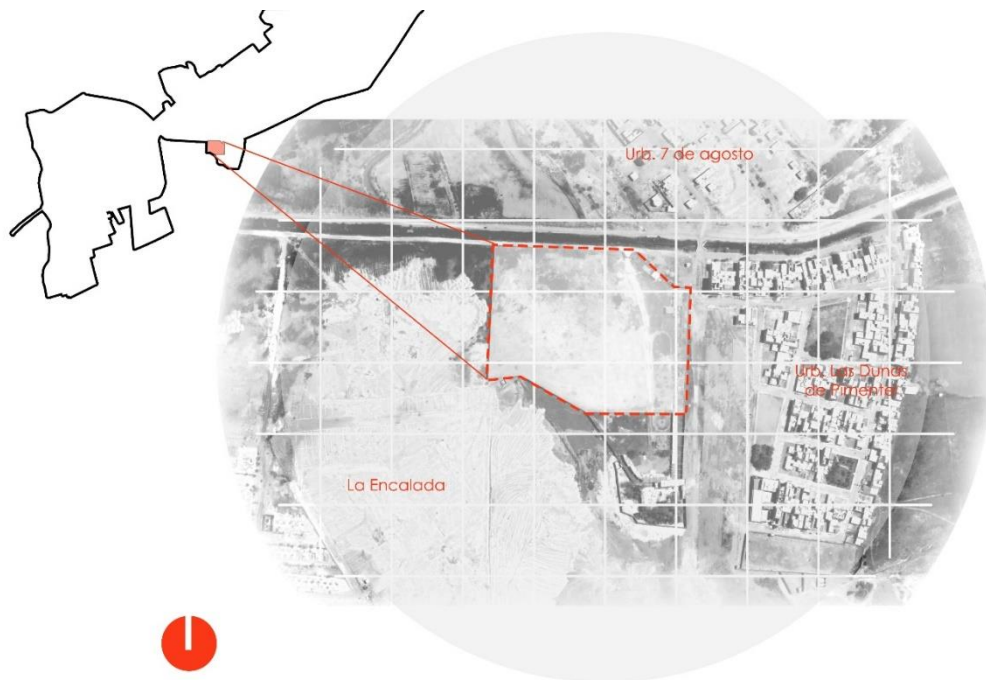 Urb. 7 de agosto
Urb. Las Dunas
de Pimentel
La Encalada